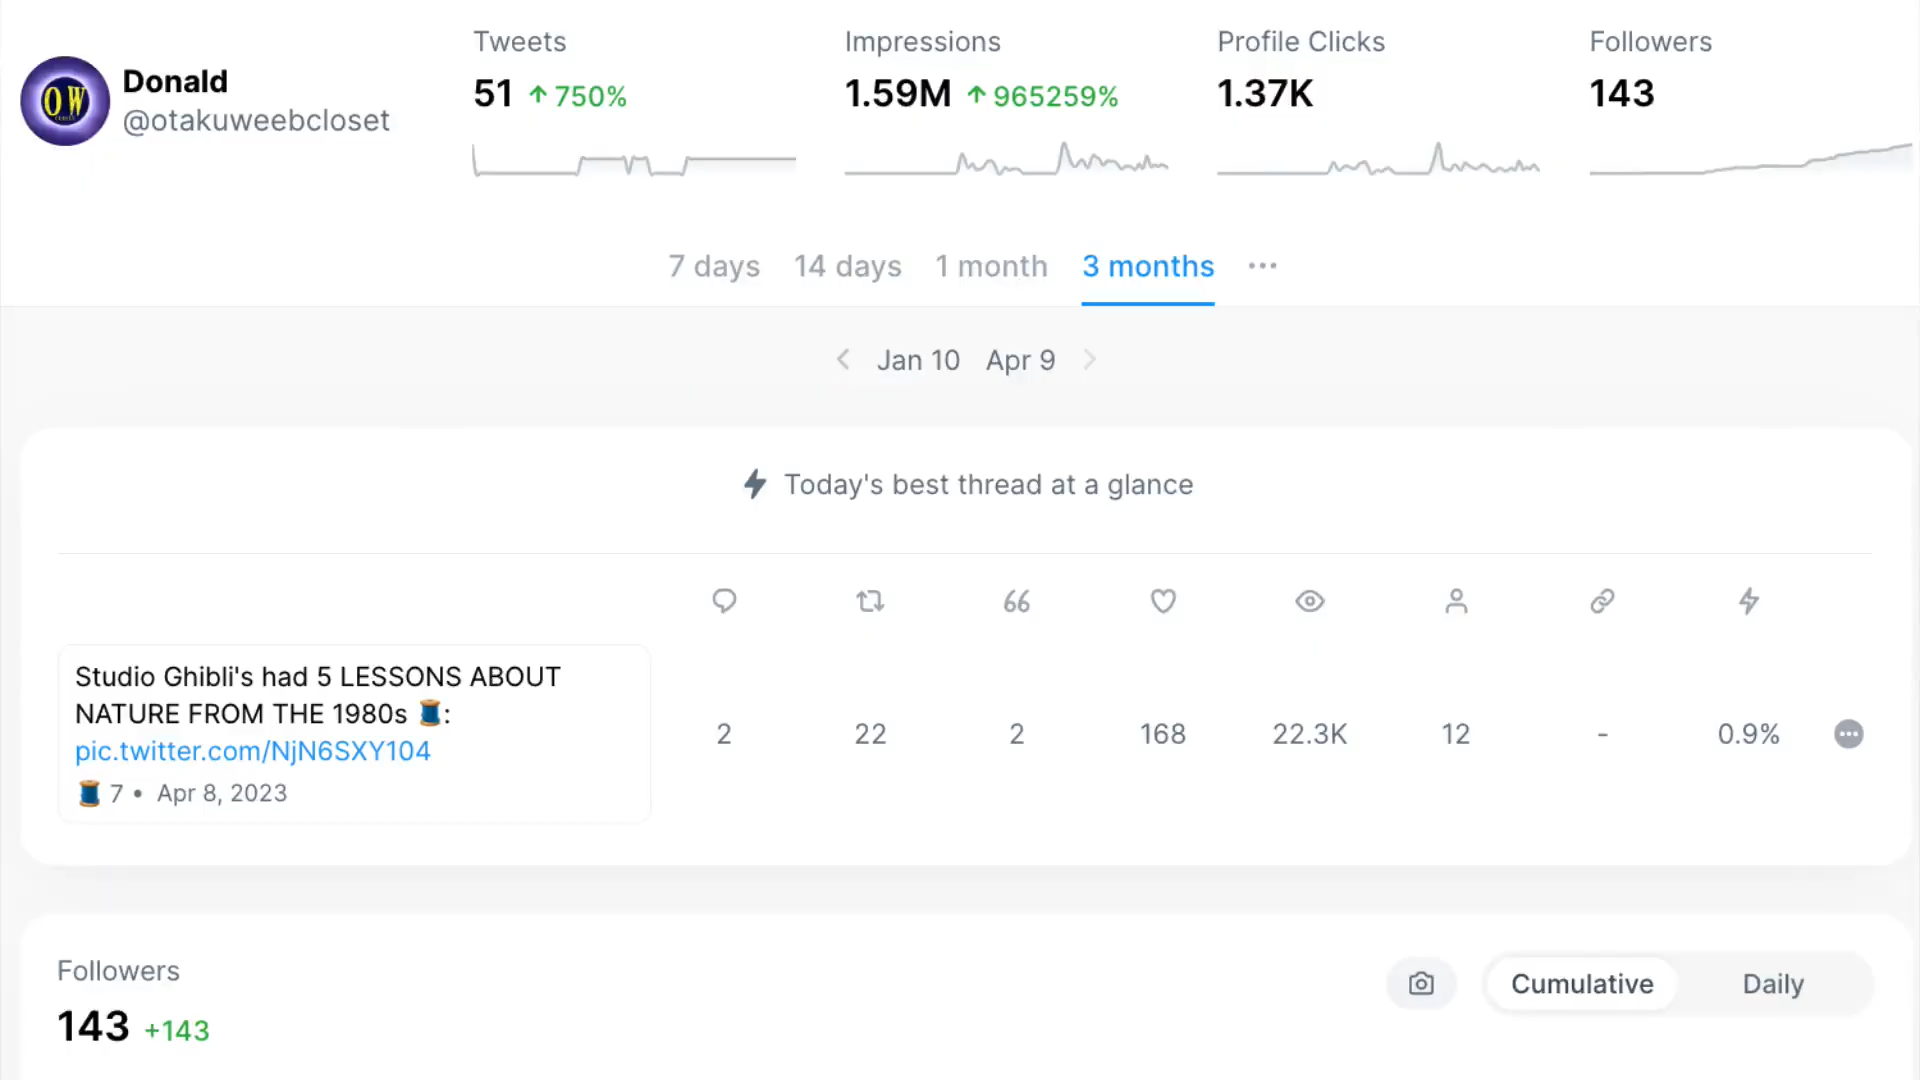 Tweets
Impressions
Profile Clicks
Followers
OW
Donald
@otakuweebcloset
51 ↑ 750%
1.59M ↑ 965259%
1.37K
143
7 days
14 days
1 month
3 months
...
Jan 10 Apr 9
Today's best thread at a glance
Studio Ghibli's had 5 LESSONS ABOUT
NATURE FROM THE 1980s 🧵:
pic.twitter.com/NjN6SXY104
🧵 7 • Apr 8, 2023
2
22
2
168
22.3K
12
-
0.9%
Followers
143 +143
Cumulative
Daily